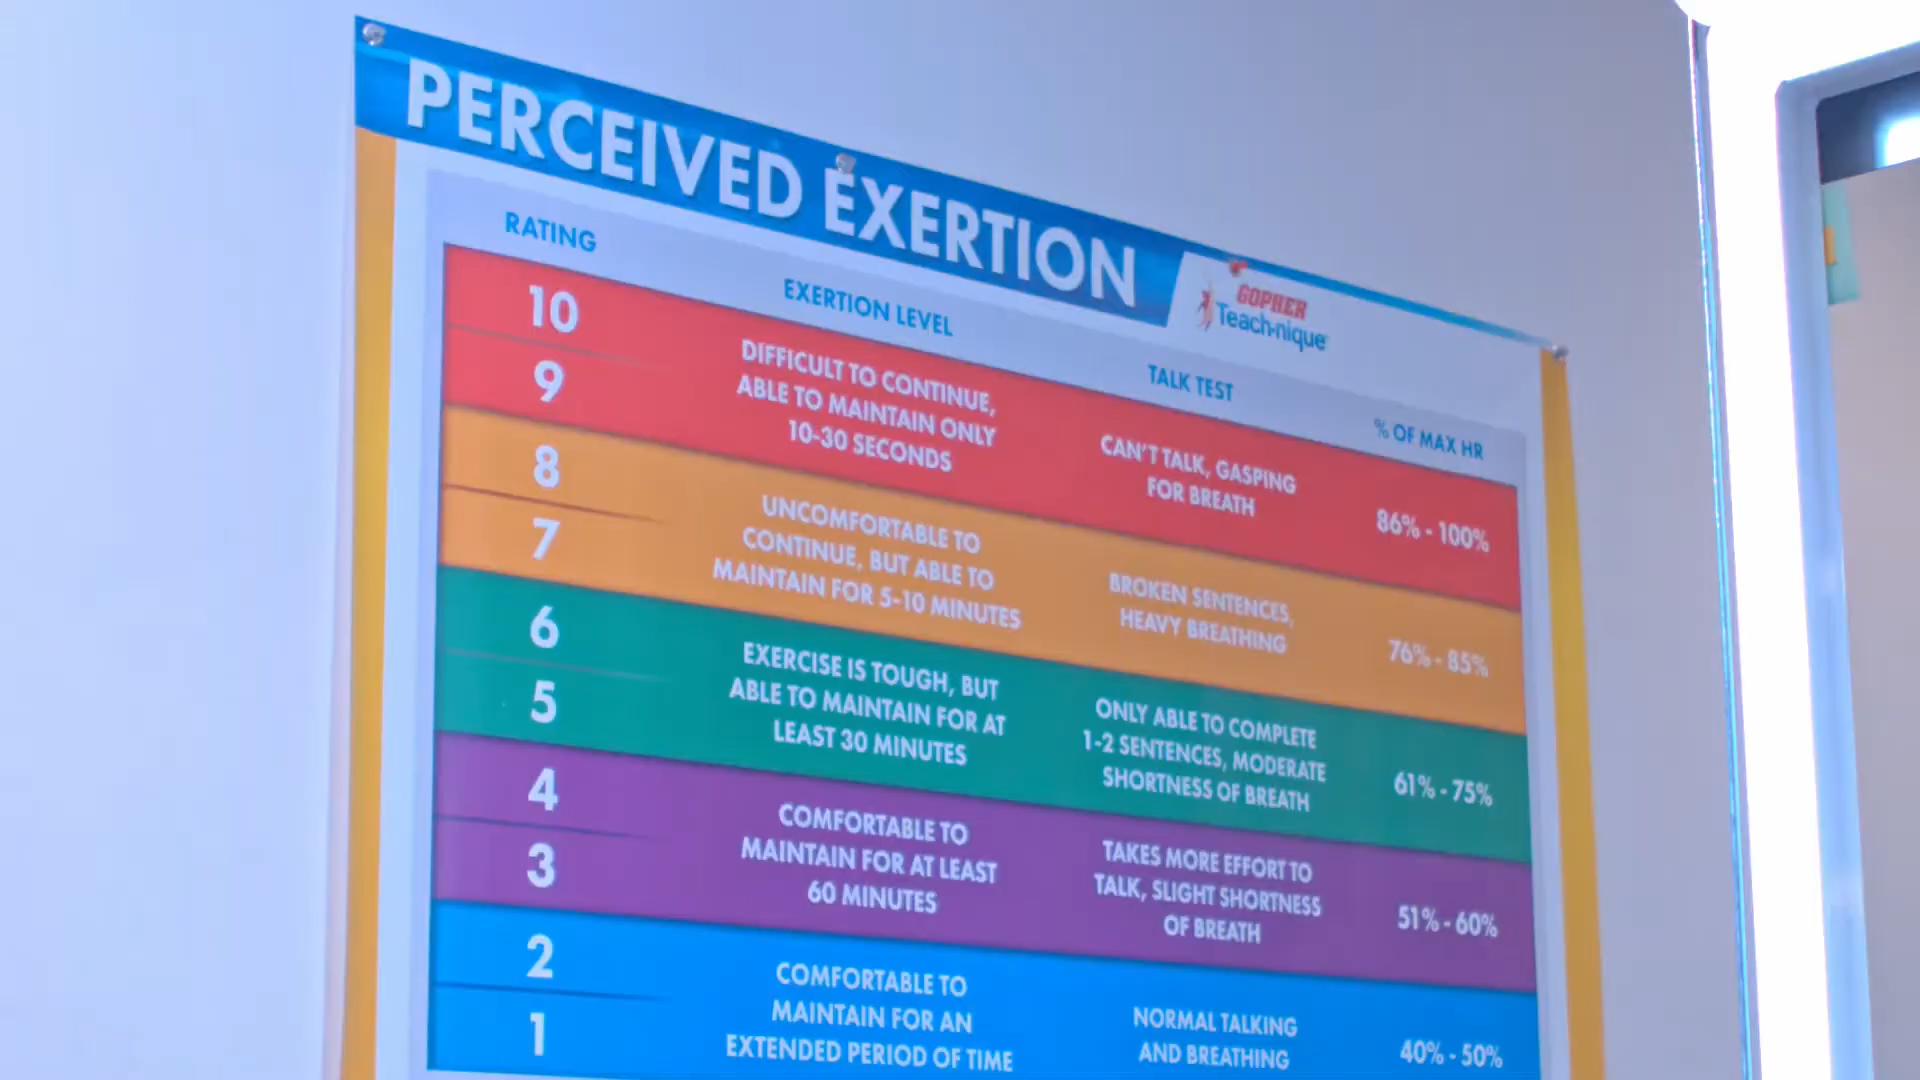 PERCEIVED EXERTION
GOPHER
Teach-nique
RATING
EXERTION LEVEL
TALK TEST
% OF MAX HR
10
9
DIFFICULT TO CONTINUE,
ABLE TO MAINTAIN ONLY
10-30 SECONDS
CAN'T TALK, GASPING
FOR BREATH
86% - 100%
8
7
UNCOMFORTABLE TO
CONTINUE, BUT ABLE TO
MAINTAIN FOR 5-10 MINUTES
BROKEN SENTENCES,
HEAVY BREATHING
76% - 85%
6
5
EXERCISE IS TOUGH, BUT
ABLE TO MAINTAIN FOR AT
LEAST 30 MINUTES
ONLY ABLE TO COMPLETE
1-2 SENTENCES, MODERATE
SHORTNESS OF BREATH
61% - 75%
4
3
COMFORTABLE TO
MAINTAIN FOR AT LEAST
60 MINUTES
TAKES MORE EFFORT TO
TALK, SLIGHT SHORTNESS
OF BREATH
51% - 60%
2
1
COMFORTABLE TO
MAINTAIN FOR AN
EXTENDED PERIOD OF TIME
NORMAL TALKING
AND BREATHING
40% - 50%